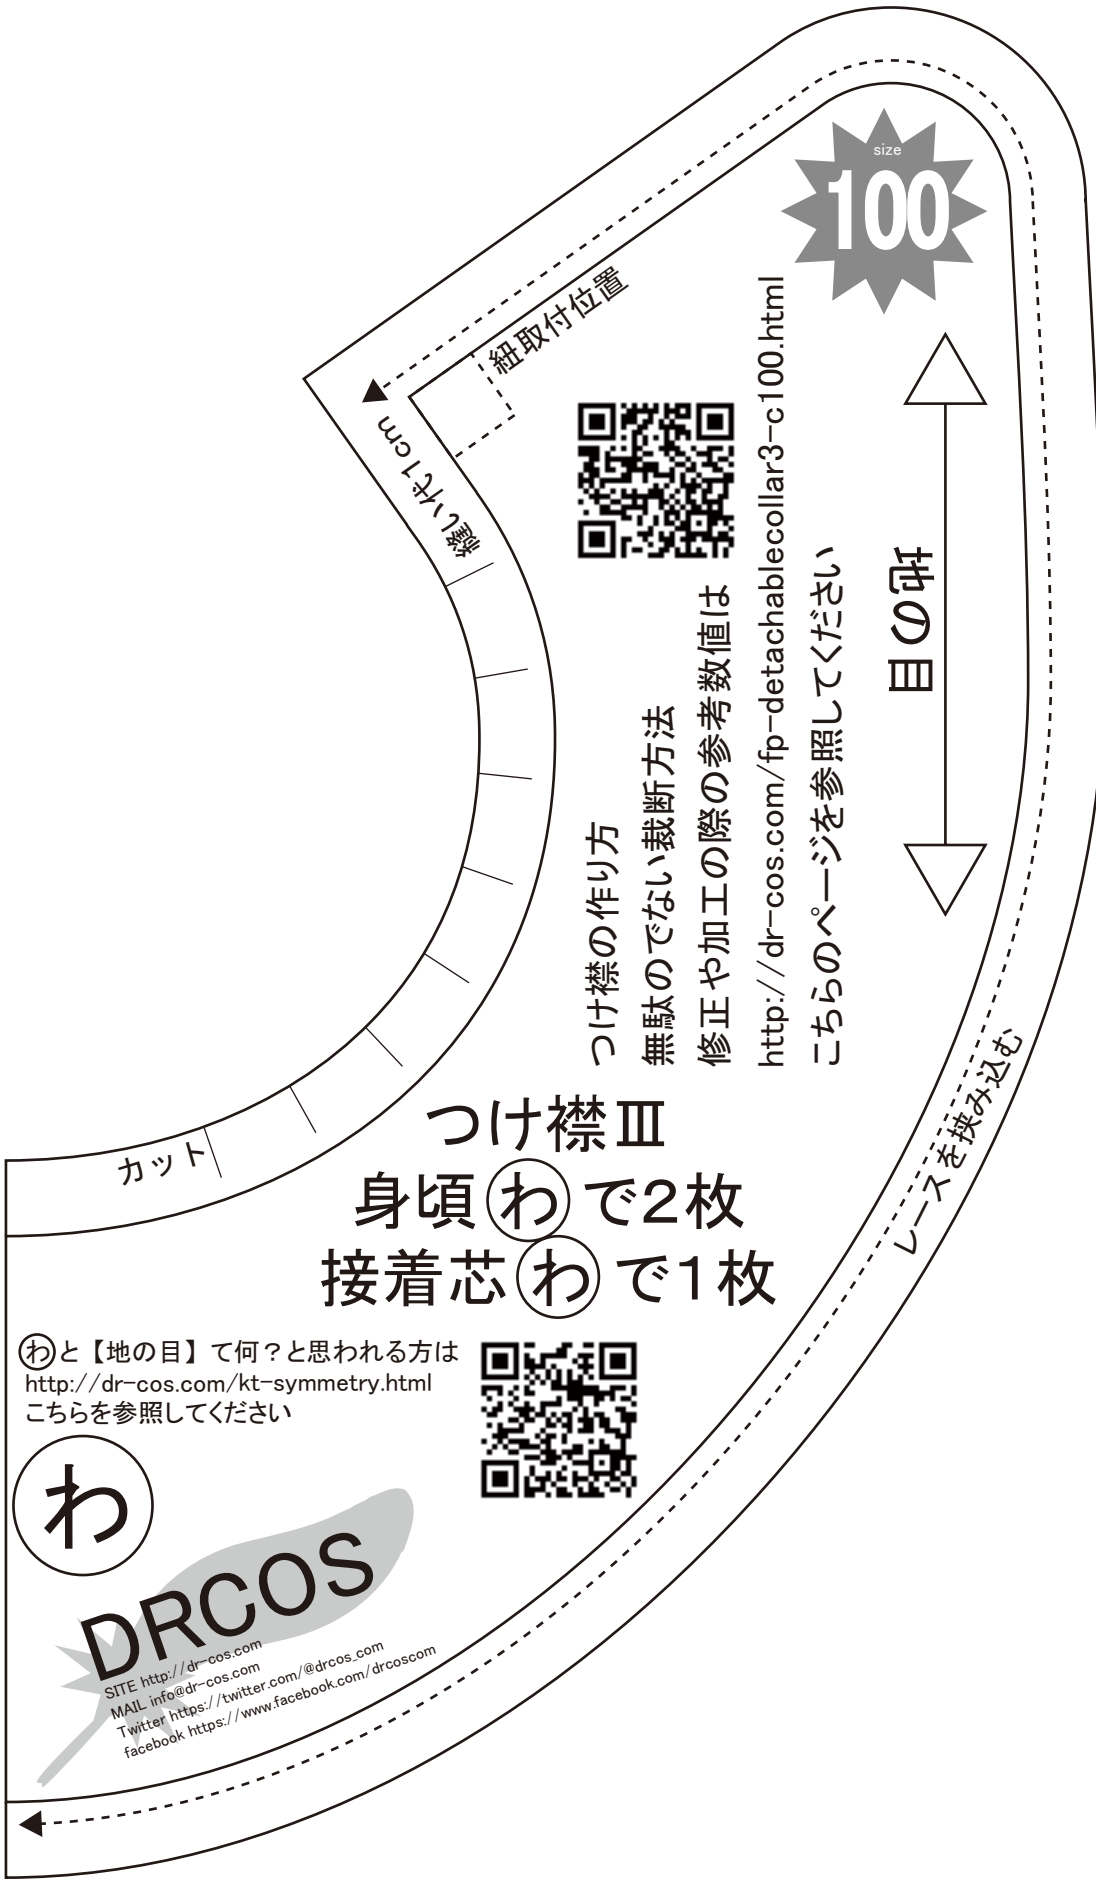 size
100
紐取付位置
縫い代1cm
地の目
つけ襟の作り方
無駄のでない裁断方法
修正や加工の際の参考数値は
http://dr-cos.com/fp-detachablecollar3-c100.html
こちらのページを参照してください
カット
レースを挟み込む
つけ襟Ⅲ
身頃わで2枚
接着芯わで1枚
わと【地の目】て何?と思われる方は
http://dr-cos.com/kt-symmetry.html
こちらを参照してください
わ
DRCOS
SITE http://dr-cos.com
MAIL info@dr-cos.com
Twitter https://twitter.com/@drcos_com
facebook https://www.facebook.com/drcoscom